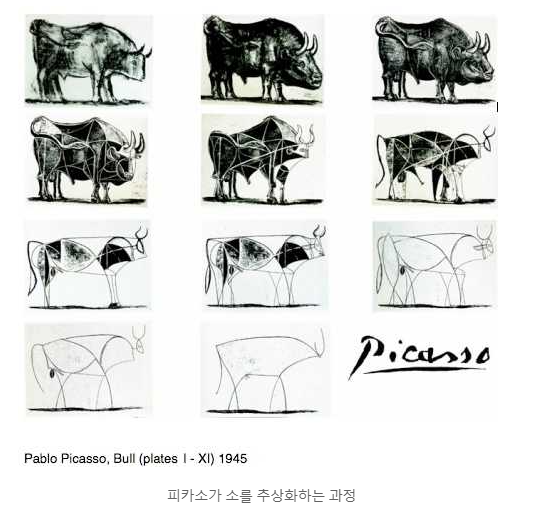 Picasso
Pablo Picasso, Bull (plates I - XI) 1945
피카소가 소를 추상화하는 과정